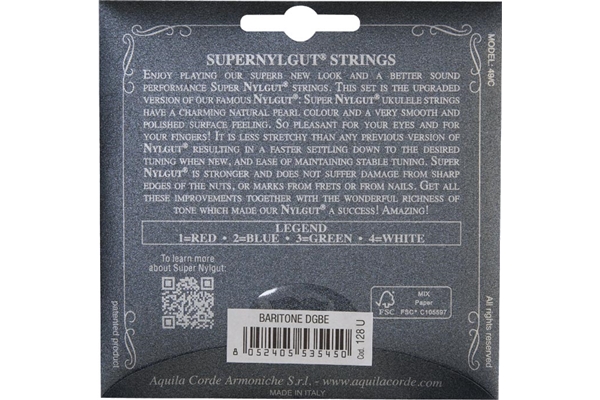 SUPERNYLGUT® STRINGS
ENJOY PLAYING OUR SUPERB NEW LOOK AND A BETTER SOUND
PERFORMANCE SUPER NYLGUT® STRINGS. THIS SET IS THE UPGRADED
VERSION OF OUR FAMOUS NYLGUT®: SUPER NYLGUT® UKULELE STRINGS
HAVE A CHARMING NATURAL PEARL COLOUR AND A VERY SMOOTH AND
POLISHED SURFACE FEELING. SO PLEASANT FOR YOUR EYES AND FOR
YOUR FINGERS! IT IS LESS STRETCHY THAN ANY PREVIOUS VERSION OF
NYLGUT® RESULTING IN A FASTER SETTLING DOWN TO THE DESIRED
TUNING WHEN NEW, AND EASE OF MAINTAINING STABLE TUNING. SUPER
NYLGUT® IS STRONGER AND DOES NOT SUFFER DAMAGE FROM SHARP
EDGES OF THE NUTS, OR MARKS FROM FRETS OR FROM NAILS. GET ALL
THESE IMPROVEMENTS TOGETHER WITH THE WONDERFUL RICHNESS OF
TONE WHICH MADE OUR NYLGUT® A SUCCESS! AMAZING!
LEGEND
1=RED • 2=BLUE • 3=GREEN • 4=WHITE
To learn more
about Super Nylgut:
MODEL- 49/C
patented product
BARITONE DGBE
8 052405 535450
Cod. 128 U
FSC
MIX
Paper
FSC® C105597
All rights reserved
Aquila Corde Armoniche S.r.l. - www.aquilacorde.com
MADE IN ITALY